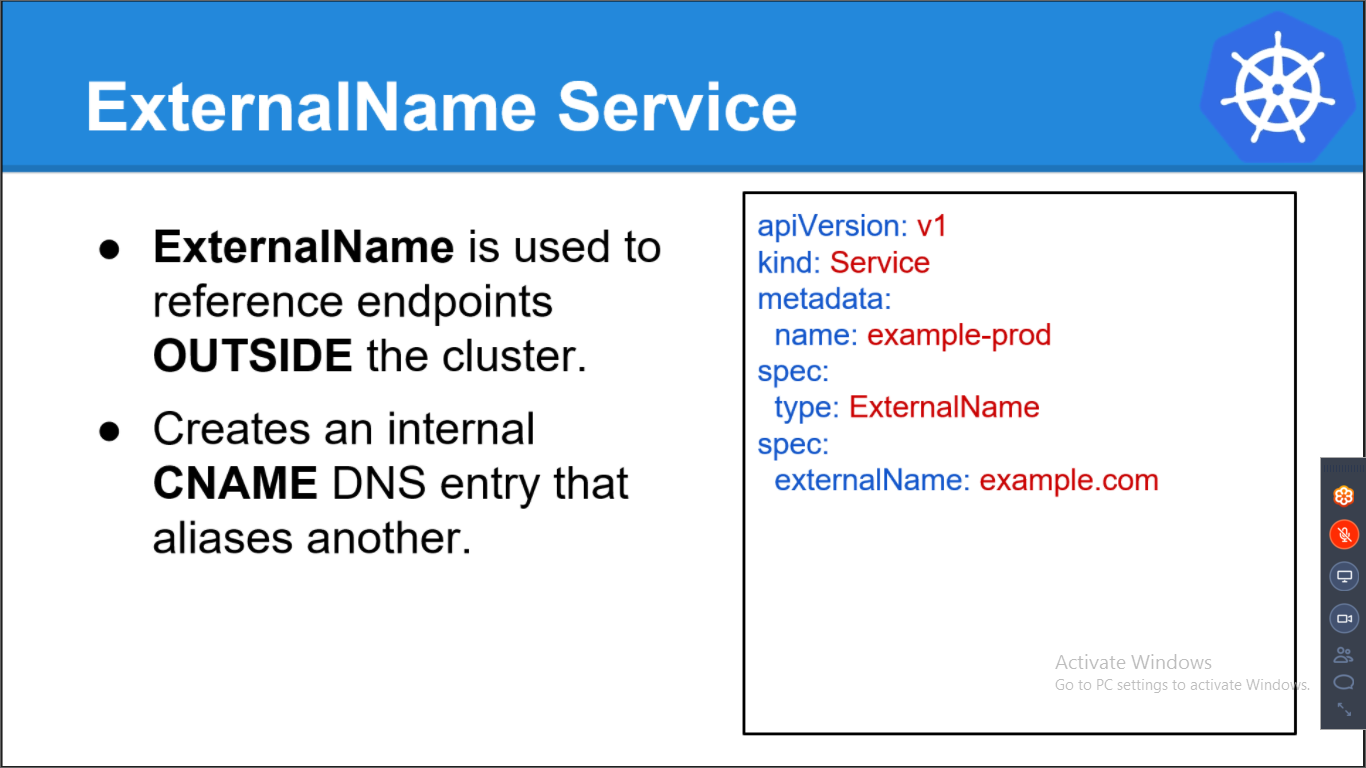 ExternalName Service
● ExternalName is used to
reference endpoints
OUTSIDE the cluster.
● Creates an internal
CNAME DNS entry that
aliases another.
apiVersion: v1
kind: Service
metadata:
  name: example-prod
spec:
  type: ExternalName
spec:
  externalName: example.com
Activate Windows
Go to PC settings to activate Windows.